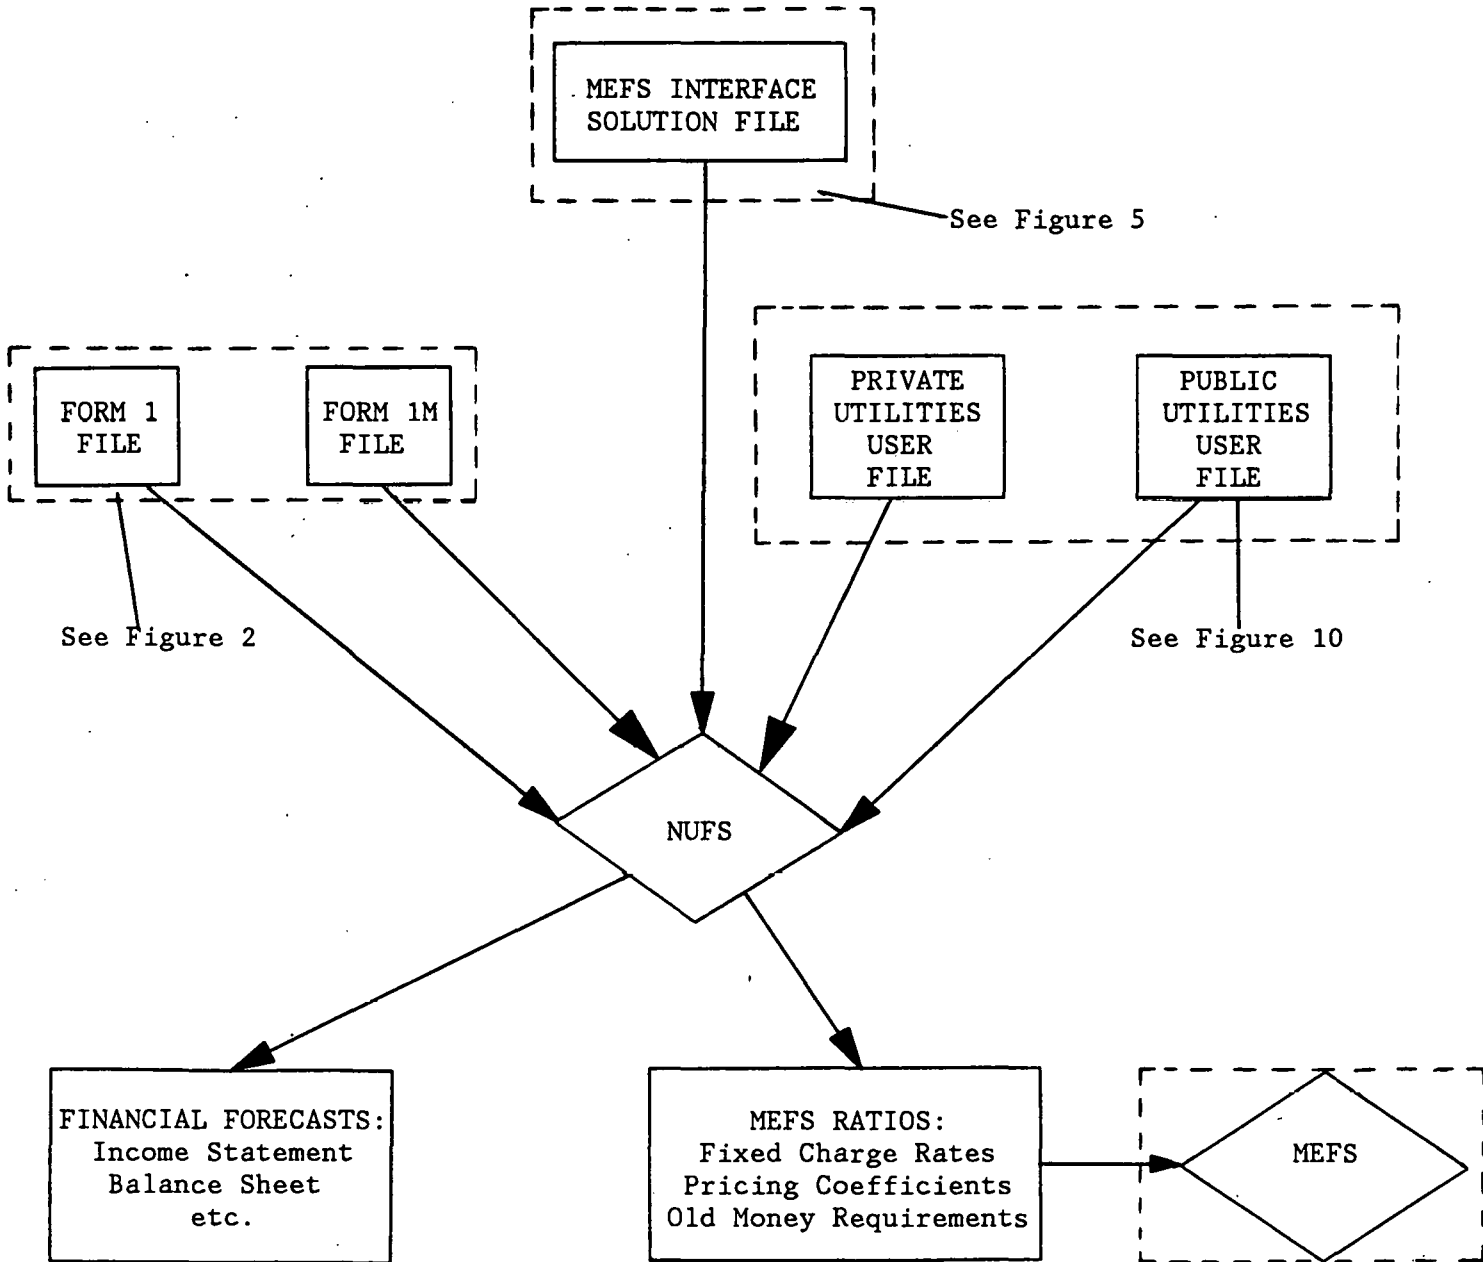 MEFS INTERFACE
SOLUTION FILE
See Figure 5
FORM 1
FILE
FORM 1M
FILE
PRIVATE
UTILITIES
USER
FILE
PUBLIC
UTILITIES
USER
FILE
See Figure 2
See Figure 10
NUFS
FINANCIAL FORECASTS:
Income Statement
Balance Sheet
etc.
MEFS RATIOS:
Fixed Charge Rates
Pricing Coefficients
Old Money Requirements
MEFS